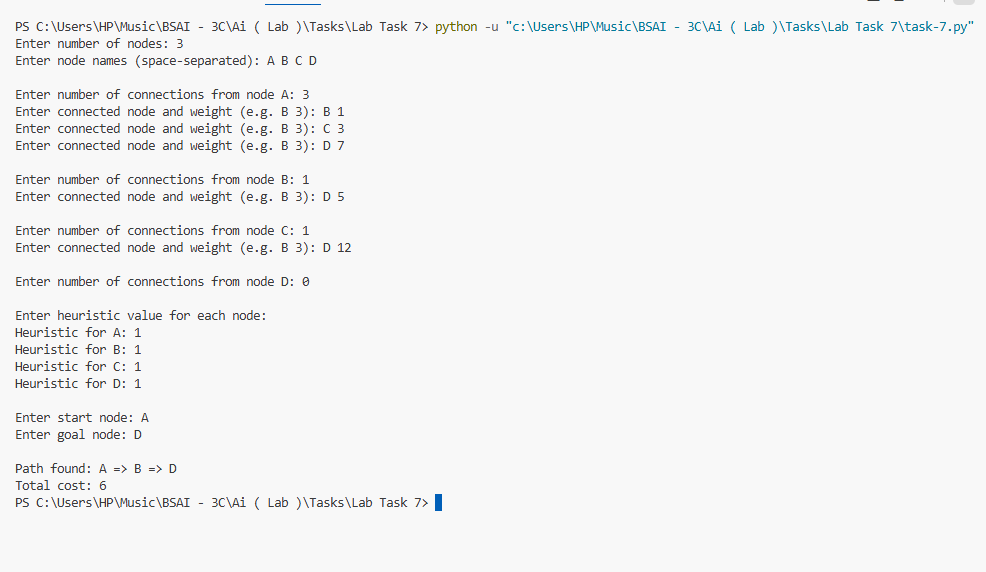 PS C:\Users\HP\Music\BSAI - 3C\Ai ( Lab )\Tasks\Lab Task 7> python -u "c:\Users\HP\Music\BSAI - 3C\Ai ( Lab )\Tasks\Lab Task 7\task-7.py"
Enter number of nodes: 3
Enter node names (space-separated): A B C D

Enter number of connections from node A: 3
Enter connected node and weight (e.g. B 3): B 1
Enter connected node and weight (e.g. B 3): C 3
Enter connected node and weight (e.g. B 3): D 7

Enter number of connections from node B: 1
Enter connected node and weight (e.g. B 3): D 5

Enter number of connections from node C: 1
Enter connected node and weight (e.g. B 3): D 12

Enter number of connections from node D: 0

Enter heuristic value for each node:
Heuristic for A: 1
Heuristic for B: 1
Heuristic for C: 1
Heuristic for D: 1

Enter start node: A
Enter goal node: D

Path found: A => B => D
Total cost: 6
PS C:\Users\HP\Music\BSAI - 3C\Ai ( Lab )\Tasks\Lab Task 7>